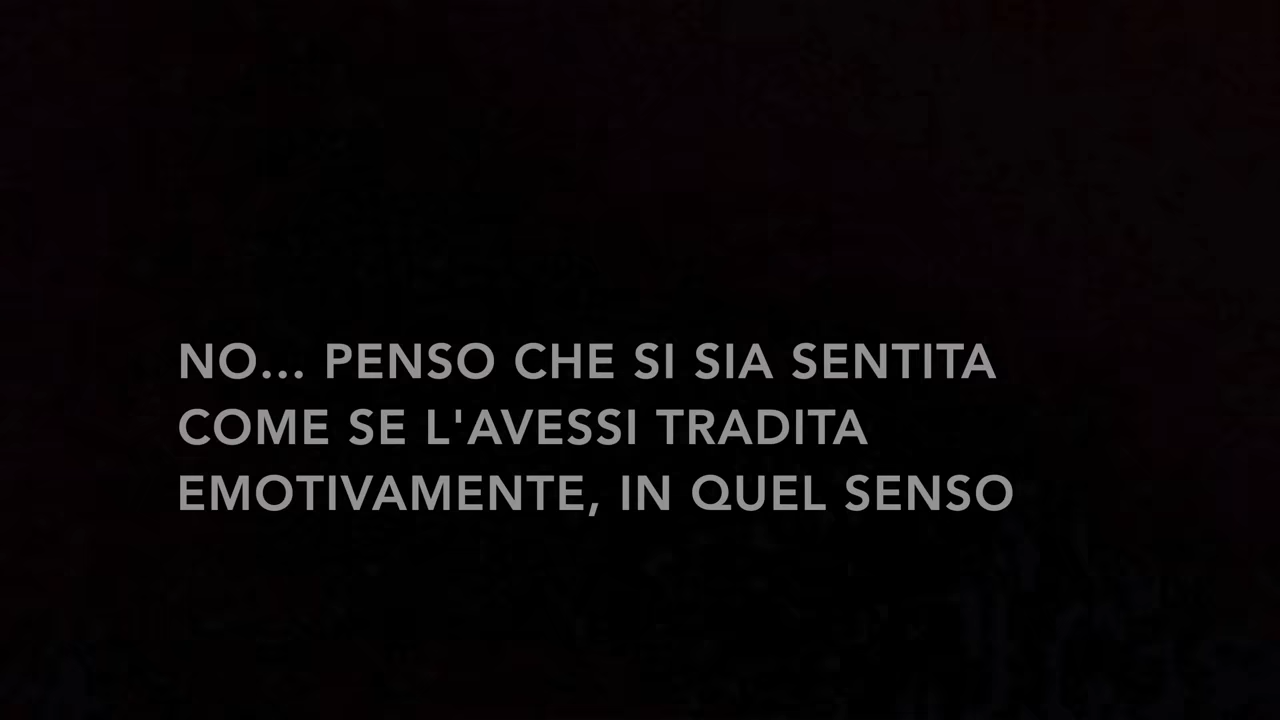 NO... PENSO CHE SI SIA SENTITA
COME SE L'AVESSI TRADITA
EMOTIVAMENTE, IN QUEL SENSO